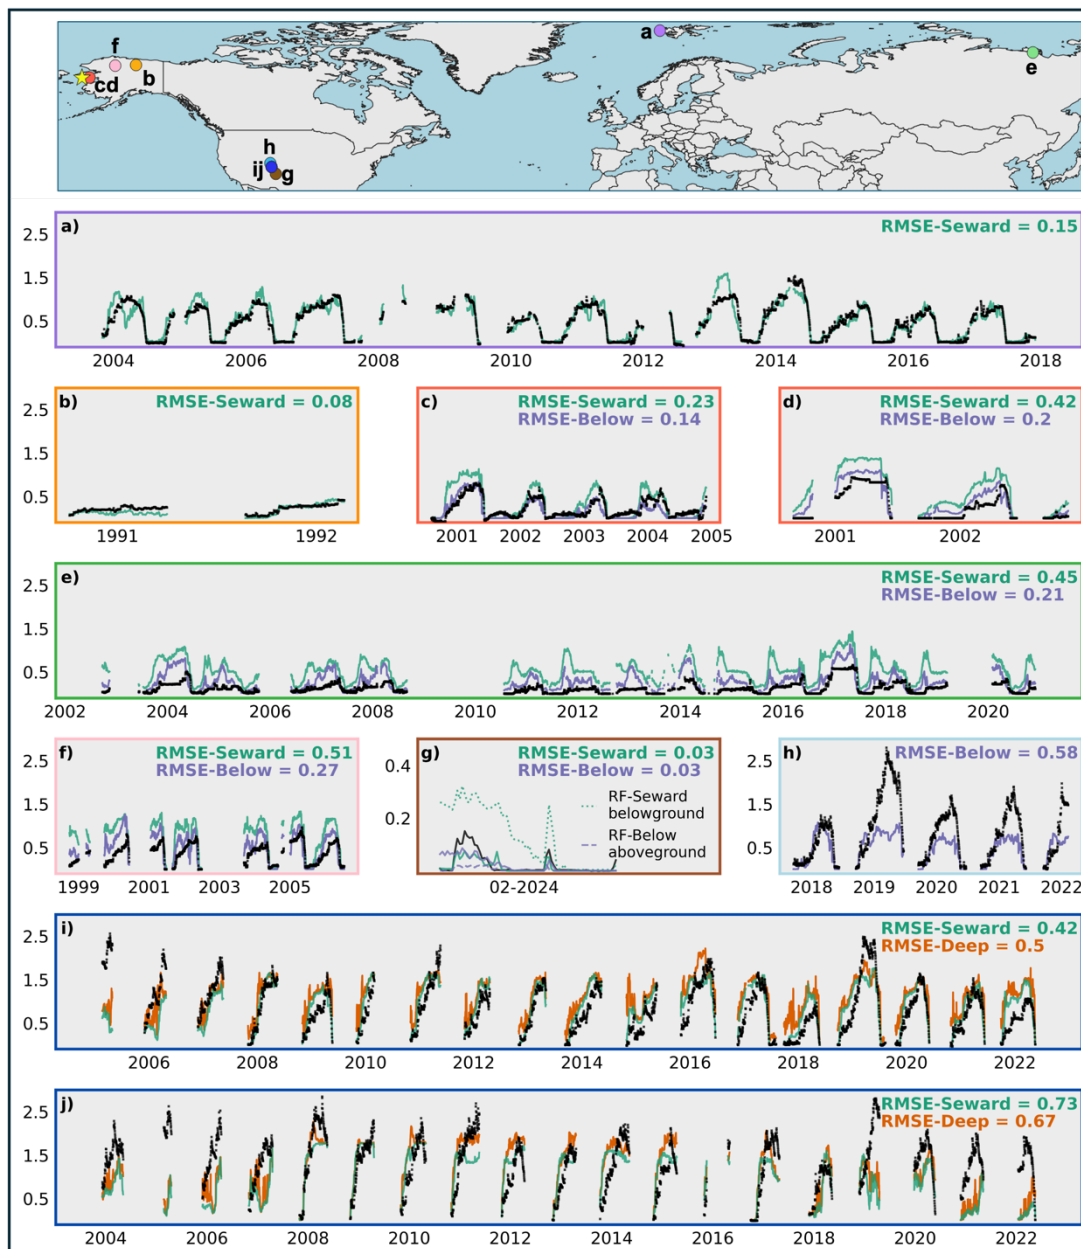 f
b
cd
a
e
h
ij
g
a)
RMSE-Seward = 0.15
2.5
1.5
0.5
2004 2006 2008 2010 2012 2014 2016 2018
b)
RMSE-Seward = 0.08
2.5
1.5
0.5
1991 1992
c)
RMSE-Seward = 0.23
RMSE-Below = 0.14
2001 2002 2003 2004 2005
d)
RMSE-Seward = 0.42
RMSE-Below = 0.2
2001 2002
e)
RMSE-Seward = 0.45
RMSE-Below = 0.21
2.5
1.5
0.5
2002 2004 2006 2008 2010 2012 2014 2016 2018 2020
f)
RMSE-Seward = 0.51
RMSE-Below = 0.27
2.5
1.5
0.5
1999 2001 2003 2005
g)
RMSE-Seward = 0.03
RMSE-Below = 0.03
0.4
0.2
RF-Seward
belowground
RF-Below
aboveground
02-2024
h)
RMSE-Below = 0.58
2.5
1.5
0.5
2018 2019 2020 2021 2022
i)
RMSE-Seward = 0.42
RMSE-Deep = 0.5
2.5
1.5
0.5
2006 2008 2010 2012 2014 2016 2018 2020 2022
j)
RMSE-Seward = 0.73
RMSE-Deep = 0.67
2.5
1.5
0.5
2004 2006 2008 2010 2012 2014 2016 2018 2020 2022